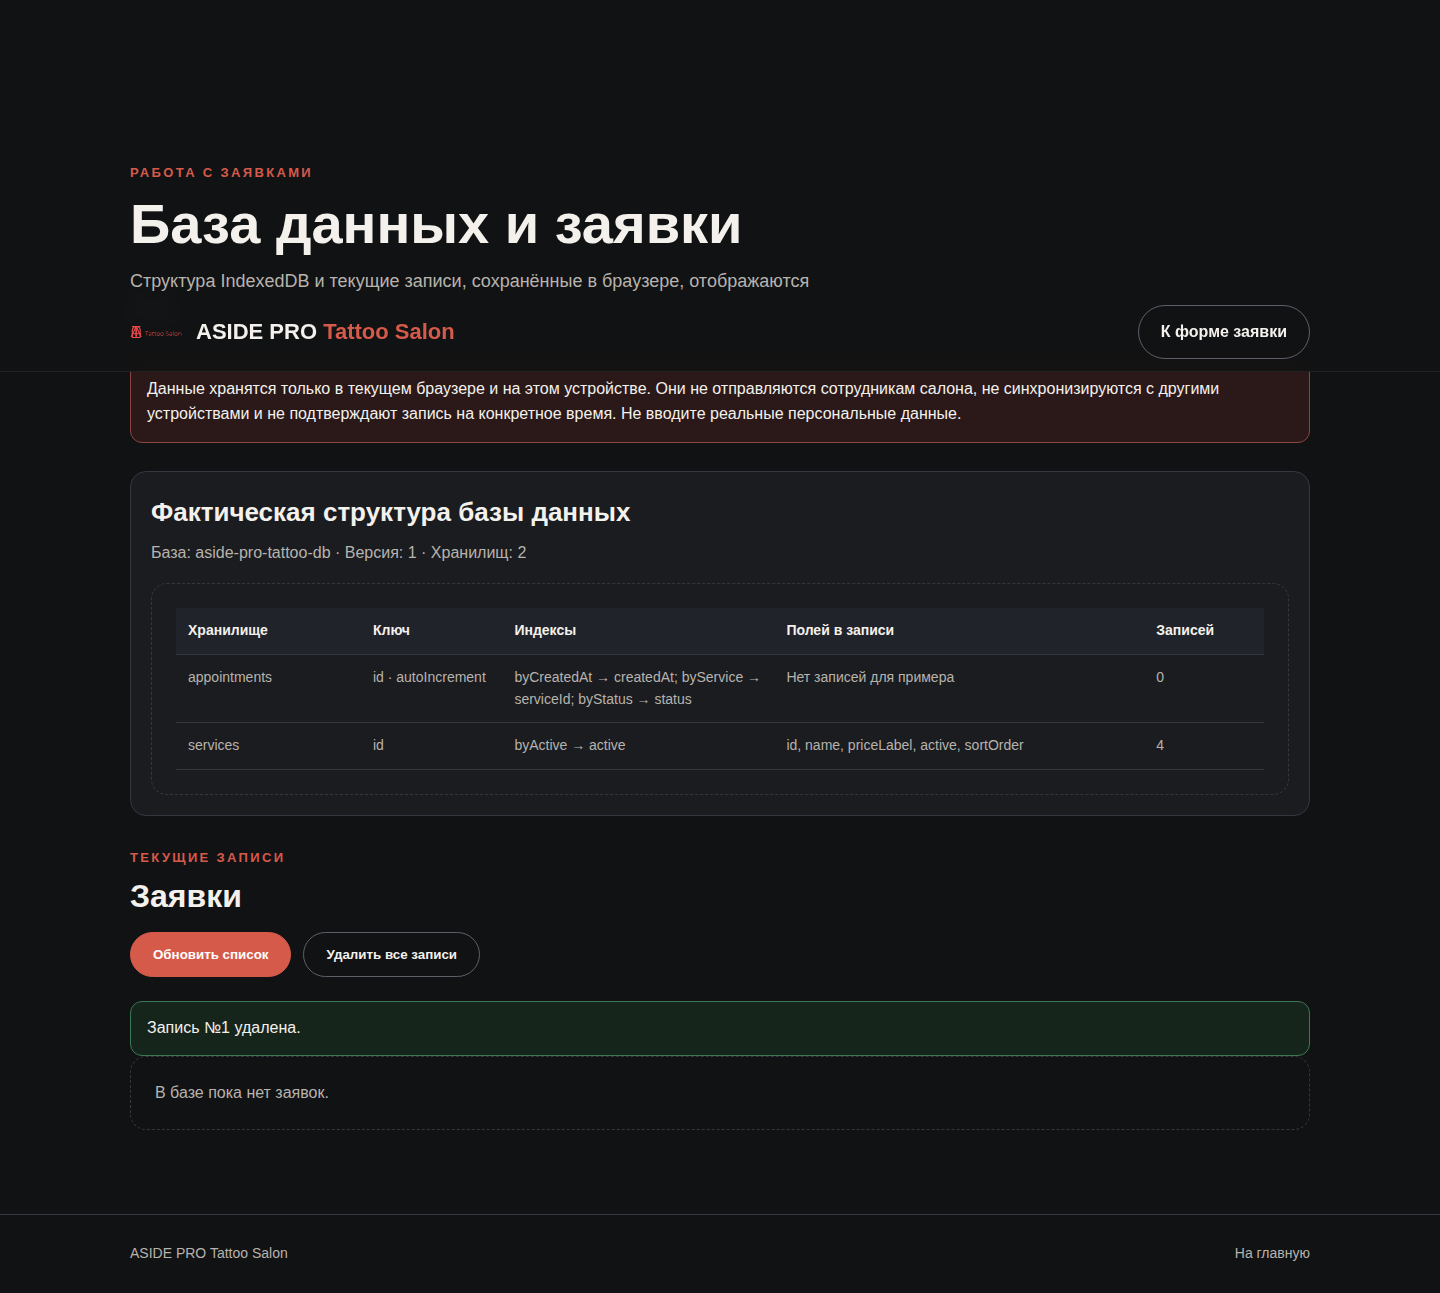 РАБОТА С ЗАЯВКАМИ
База данных и заявки
Структура IndexedDB и текущие записи, сохранённые в браузере, отображаются
Tattoo Salon
ASIDE PRO Tattoo Salon
К форме заявки
Данные хранятся только в текущем браузере и на этом устройстве. Они не отправляются сотрудникам салона, не синхронизируются с другими
устройствами и не подтверждают запись на конкретное время. Не вводите реальные персональные данные.
Фактическая структура базы данных
База: aside-pro-tattoo-db · Версия: 1 · Хранилищ: 2
Хранилище Ключ Индексы Полей в записи Записей
appointments id · autoIncrement byCreatedAt → createdAt; byService → Нет записей для примера 0
serviceId; byStatus → status
services id byActive → active id, name, priceLabel, active, sortOrder 4
ТЕКУЩИЕ ЗАПИСИ
Заявки
Обновить список Удалить все записи
Запись №1 удалена.
В базе пока нет заявок.
ASIDE PRO Tattoo Salon На главную